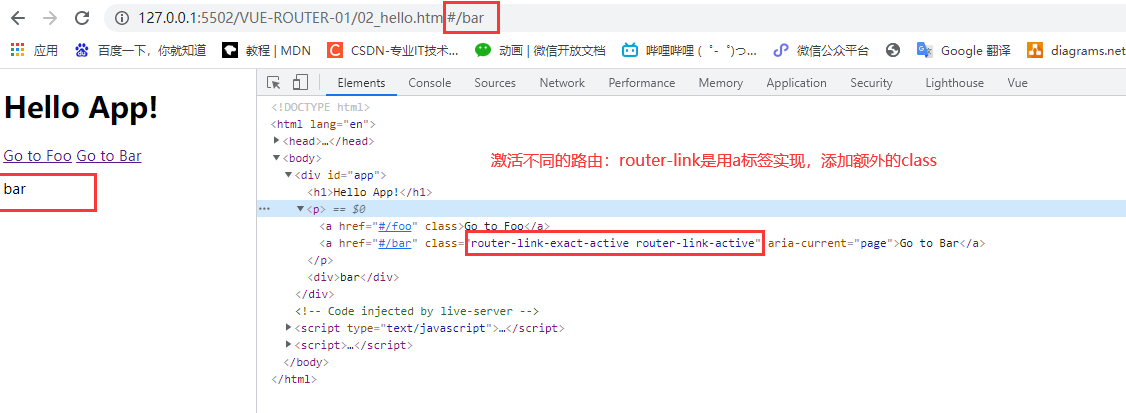 127.0.0.1:5502/VUE-ROUTER-01/02_hello.htm #/bar
应用 百度一下，你就知道 教程 | MDN CSDN-专业IT技术... 动画 | 微信开放文档 哔哩哔哩 (゜-゜)つ... 微信公众平台 Google 翻译 diagrams.net
Hello App!
Go to Foo Go to Bar
bar
Elements Console Sources Network Performance Memory Application Security Lighthouse Vue
<!DOCTYPE html>
<html lang="en">
<head>…</head>
<body>
激活不同的路由：router-link是用a标签实现，添加额外的class
<div id="app">
<h1>Hello App!</h1>
<p> == $0
<a href="#/foo" class>Go to Foo</a>
<a href="#/bar" class="router-link-exact-active router-link-active" aria-current="page">Go to Bar</a>
</p>
<div>bar</div>
</div>
<!-- Code injected by live-server -->
<script type="text/javascript">…</script>
<script>…</script>
</body>
</html>